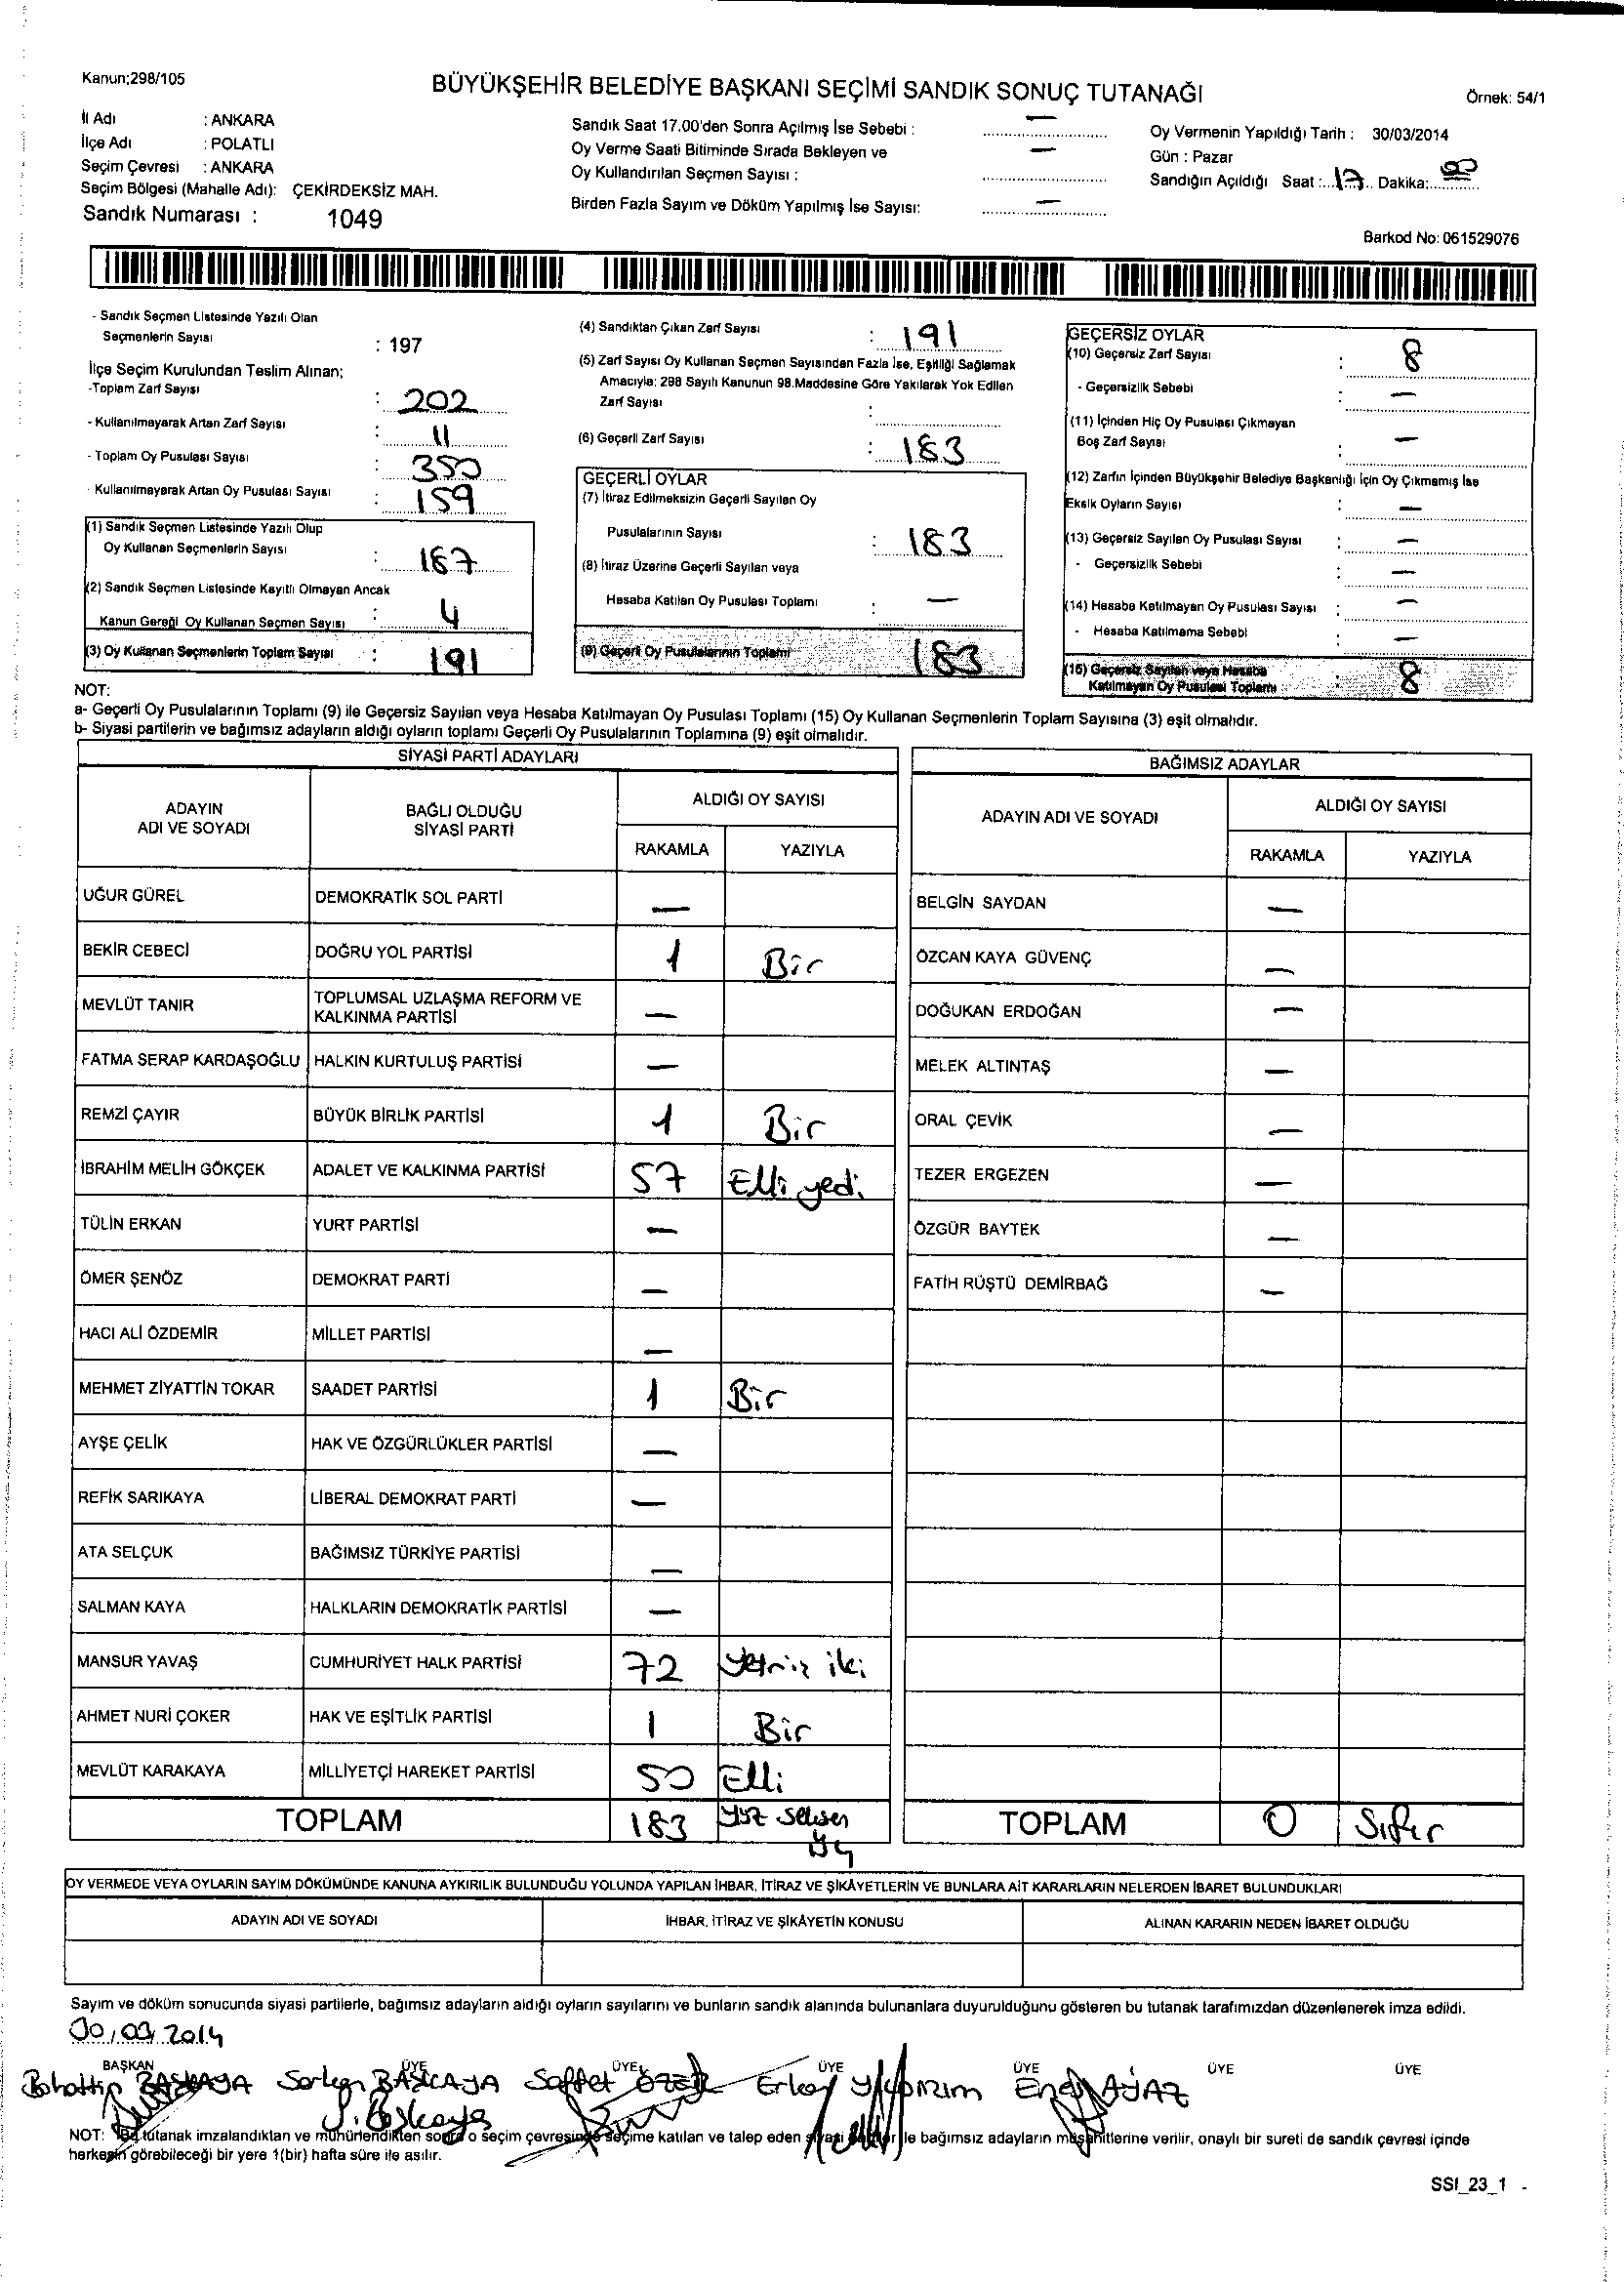 Kanun;298/105
BÜYÜKŞEHİR BELEDİYE BAŞKANI SEÇİMİ SANDIK SONUÇ TUTANAĞI
Örnek: 54/1
İl Adı : ANKARA
İlçe Adı : POLATLI
Seçim Çevresi : ANKARA
Seçim Bölgesi (Mahalle Adı): ÇEKİRDEKSİZ MAH.
Sandık Numarası : 1049
Sandık Saat 17.00'den Sonra Açılmış İse Sebebi : —
Oy Verme Saati Bitiminde Sırada Bekleyen ve
Oy Kullandırılan Seçmen Sayısı : —
Birden Fazla Sayım ve Döküm Yapılmış İse Sayısı: —
Oy Vermenin Yapıldığı Tarih : 30/03/2014
Gün : Pazar
Sandığın Açıldığı Saat :..17... Dakika:..00
Barkod No: 061529076
- Sandık Seçmen Listesinde Yazılı Olan
Seçmenlerin Sayısı : 197
İlçe Seçim Kurulundan Teslim Alınan;
-Toplam Zarf Sayısı : 202
- Kullanılmayarak Artan Zarf Sayısı : 11
- Toplam Oy Pusulası Sayısı : 350
- Kullanılmayarak Artan Oy Pusulası Sayısı : 159
(1) Sandık Seçmen Listesinde Yazılı Olup
Oy Kullanan Seçmenlerin Sayısı : 187
(2) Sandık Seçmen Listesinde Kayıtlı Olmayan Ancak
Kanun Gereği Oy Kullanan Seçmen Sayısı : 4
(3) Oy Kullanan Seçmenlerin Toplam Sayısı : 191
(4) Sandıktan Çıkan Zarf Sayısı : 191
(5) Zarf Sayısı Oy Kullanan Seçmen Sayısından Fazla İse, Eşitliği Sağlamak
Amacıyla; 298 Sayılı Kanunun 98.Maddesine Göre Yakılarak Yok Edilen
Zarf Sayısı :
(6) Geçerli Zarf Sayısı : 183
GEÇERLİ OYLAR
(7) İtiraz Edilmeksizin Geçerli Sayılan Oy
Pusulalarının Sayısı : 183
(8) İtiraz Üzerine Geçerli Sayılan veya
Hesaba Katılan Oy Pusulası Toplamı : —
(9) Geçerli Oy Pusulalarının Toplamı 183
GEÇERSİZ OYLAR
(10) Geçersiz Zarf Sayısı : 8
- Geçersizlik Sebebi : —
(11) İçinden Hiç Oy Pusulası Çıkmayan
Boş Zarf Sayısı : —
(12) Zarfın İçinden Büyükşehir Belediye Başkanlığı İçin Oy Çıkmamış İse
Eksik Oyların Sayısı : —
(13) Geçersiz Sayılan Oy Pusulası Sayısı : —
- Geçersizlik Sebebi : —
(14) Hesaba Katılmayan Oy Pusulası Sayısı : —
- Hesaba Katılmama Sebebi : —
(15) Geçersiz Sayılan veya Hesaba
Katılmayan Oy Pusulası Toplamı : 8
NOT:
a- Geçerli Oy Pusulalarının Toplamı (9) ile Geçersiz Sayılan veya Hesaba Katılmayan Oy Pusulası Toplamı (15) Oy Kullanan Seçmenlerin Toplam Sayısına (3) eşit olmalıdır.
b- Siyasi partilerin ve bağımsız adayların aldığı oyların toplamı Geçerli Oy Pusulalarının Toplamına (9) eşit olmalıdır.
SİYASİ PARTİ ADAYLARI
ADAYIN ADI VE SOYADI BAĞLI OLDUĞU SİYASİ PARTİ ALDIĞI OY SAYISI
RAKAMLA YAZIYLA
UĞUR GÜREL DEMOKRATİK SOL PARTİ —
BEKİR CEBECİ DOĞRU YOL PARTİSİ 1 Bir
MEVLÜT TANIR TOPLUMSAL UZLAŞMA REFORM VE KALKINMA PARTİSİ —
FATMA SERAP KARDAŞOĞLU HALKIN KURTULUŞ PARTİSİ —
REMZİ ÇAYIR BÜYÜK BİRLİK PARTİSİ 1 Bir
İBRAHİM MELİH GÖKÇEK ADALET VE KALKINMA PARTİSİ 57 Elli yedi
TÜLİN ERKAN YURT PARTİSİ —
ÖMER ŞENÖZ DEMOKRAT PARTİ —
HACI ALİ ÖZDEMİR MİLLET PARTİSİ —
MEHMET ZİYATTİN TOKAR SAADET PARTİSİ 1 Bir
AYŞE ÇELİK HAK VE ÖZGÜRLÜKLER PARTİSİ —
REFİK SARIKAYA LİBERAL DEMOKRAT PARTİ —
ATA SELÇUK BAĞIMSIZ TÜRKİYE PARTİSİ —
SALMAN KAYA HALKLARIN DEMOKRATİK PARTİSİ —
MANSUR YAVAŞ CUMHURİYET HALK PARTİSİ 72 Yetmiş iki
AHMET NURİ ÇOKER HAK VE EŞİTLİK PARTİSİ 1 Bir
MEVLÜT KARAKAYA MİLLİYETÇİ HAREKET PARTİSİ 50 Elli
TOPLAM 183 Yüz seksen üç
BAĞIMSIZ ADAYLAR
ADAYIN ADI VE SOYADI ALDIĞI OY SAYISI
RAKAMLA YAZIYLA
BELGİN SAYDAN —
ÖZCAN KAYA GÜVENÇ —
DOĞUKAN ERDOĞAN —
MELEK ALTINTAŞ —
ORAL ÇEVİK —
TEZER ERGEZEN —
ÖZGÜR BAYTEK —
FATİH RÜŞTÜ DEMİRBAĞ —
TOPLAM 0 Sıfır
OY VERMEDE VEYA OYLARIN SAYIM DÖKÜMÜNDE KANUNA AYKIRILIK BULUNDUĞU YOLUNDA YAPILAN İHBAR, İTİRAZ VE ŞİKÂYETLERİN VE BUNLARA AİT KARARLARIN NELERDEN İBARET BULUNDUKLARI
ADAYIN ADI VE SOYADI İHBAR, İTİRAZ VE ŞİKÂYETİN KONUSU ALINAN KARARIN NEDEN İBARET OLDUĞU
Sayım ve döküm sonucunda siyasi partilerle, bağımsız adayların aldığı oyların sayılarını ve bunların sandık alanında bulunanlara duyurulduğunu gösteren bu tutanak tarafımızdan düzenlenerek imza edildi.
30,03,2014
BAŞKAN ÜYE ÜYE ÜYE ÜYE ÜYE ÜYE
Bahattin BAŞKAYA Serkan BAŞKAYA Saffet ÖZER Erkay YILDIRIM Engin AYAZ
S. Başkaya
NOT: Bu tutanak imzalandıktan ve mühürlendikten sonra o seçim çevresinde seçime katılan ve talep eden siyasi partiler ile bağımsız adayların müşahitlerine verilir, onaylı bir sureti de sandık çevresi içinde
herkesin görebileceği bir yere 1(bir) hafta süre ile asılır.
SSI_23_1